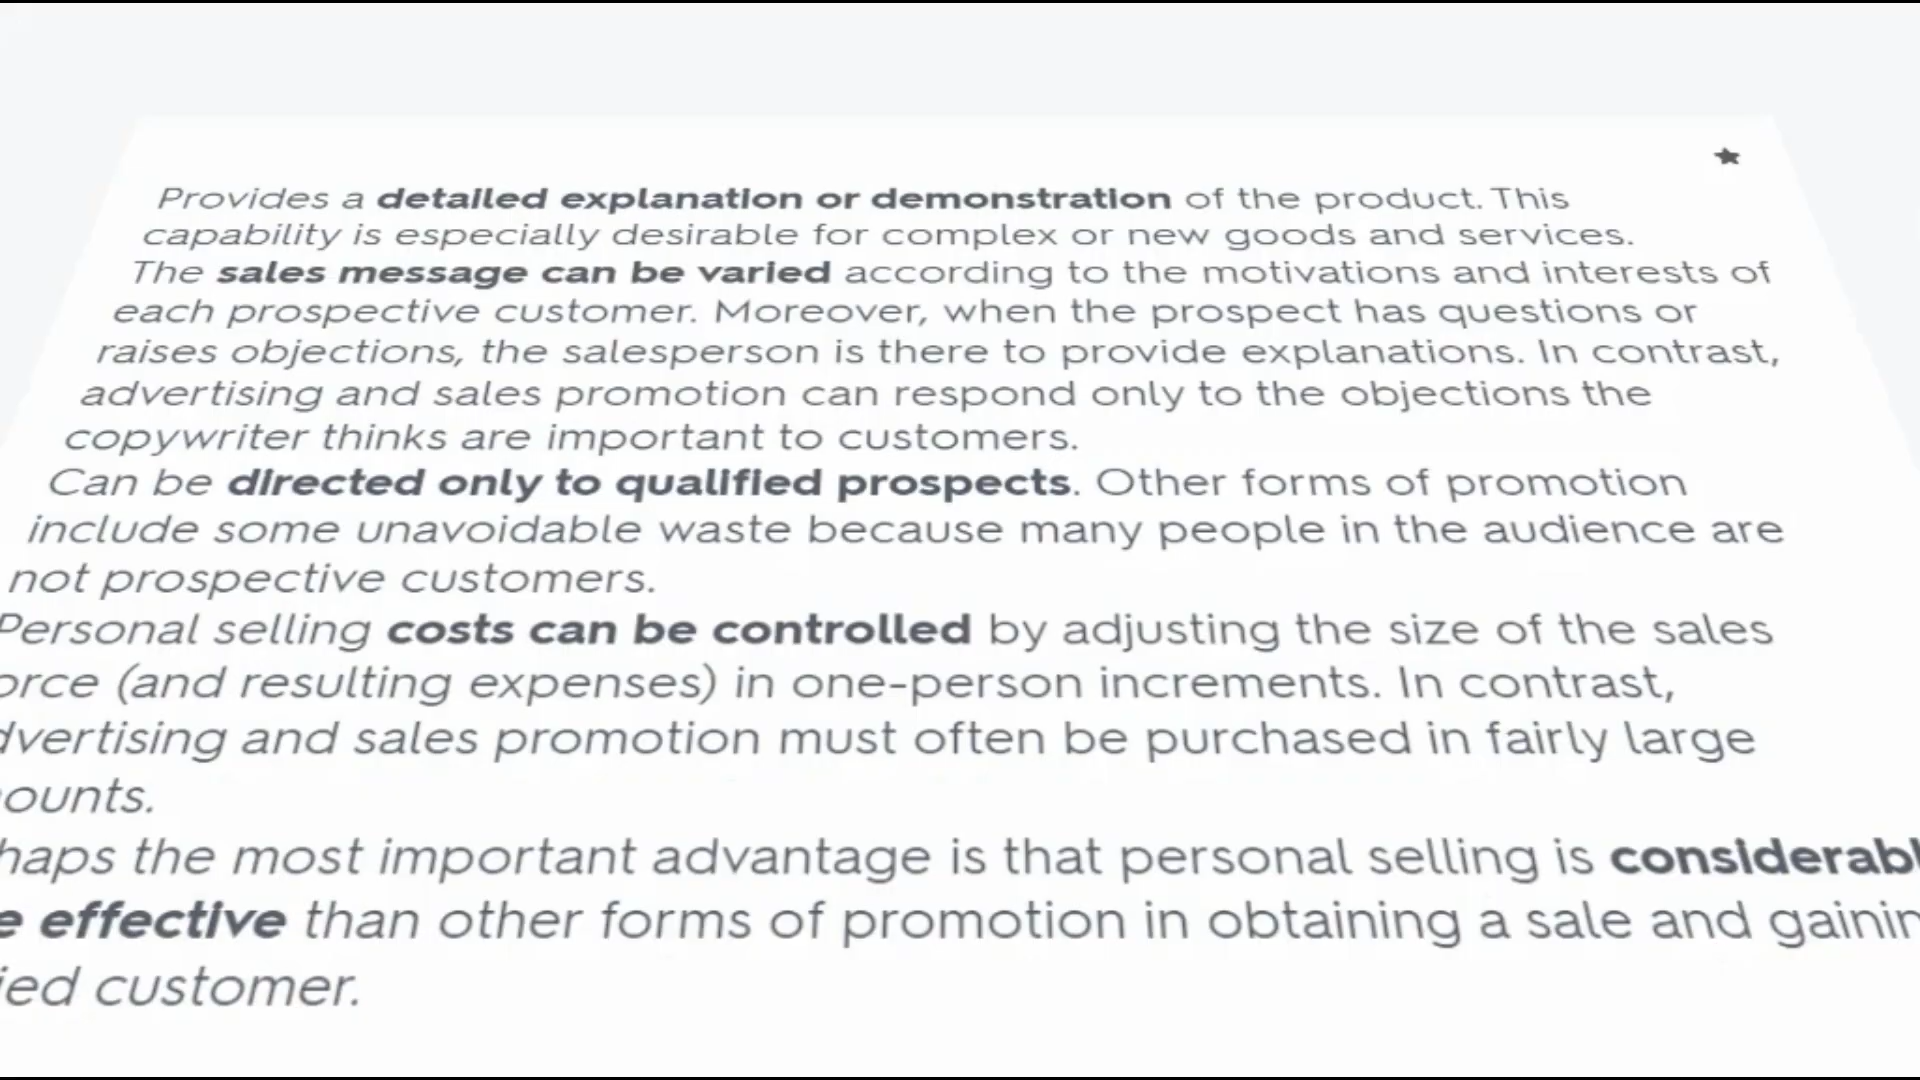 Provides a detailed explanation or demonstration of the product. This
capability is especially desirable for complex or new goods and services.
The sales message can be varied according to the motivations and interests of
each prospective customer. Moreover, when the prospect has questions or
raises objections, the salesperson is there to provide explanations. In contrast,
advertising and sales promotion can respond only to the objections the
copywriter thinks are important to customers.
Can be directed only to qualified prospects. Other forms of promotion
include some unavoidable waste because many people in the audience are
not prospective customers.
Personal selling costs can be controlled by adjusting the size of the sales
orce (and resulting expenses) in one-person increments. In contrast,
dvertising and sales promotion must often be purchased in fairly large
ounts.
haps the most important advantage is that personal selling is considerabl
e effective than other forms of promotion in obtaining a sale and gainin
ied customer.